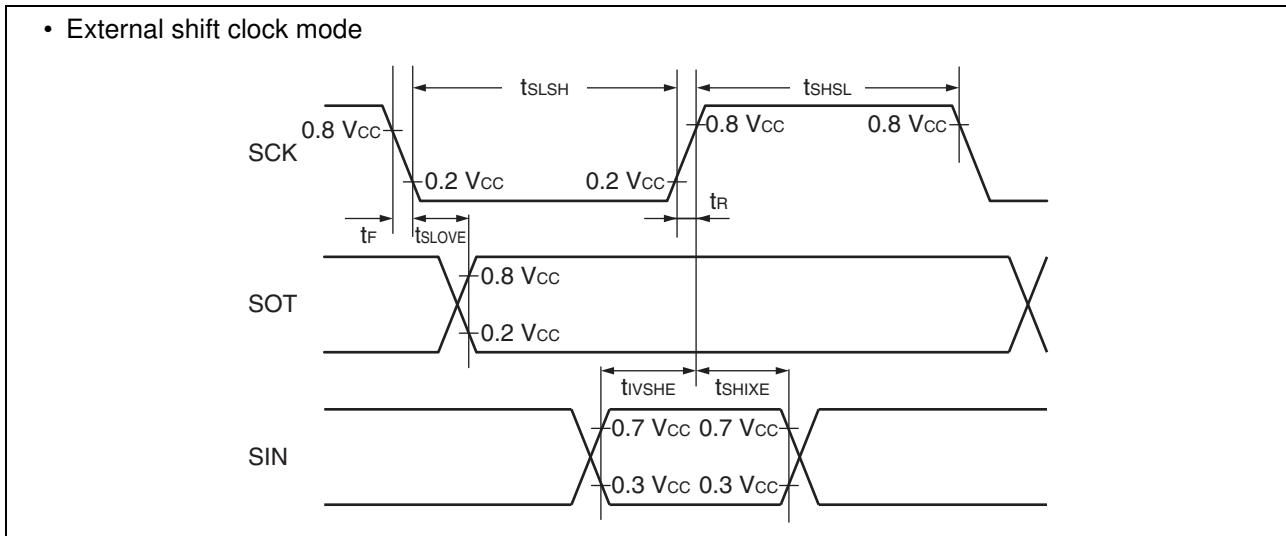 • External shift clock mode
tSLSH
tSHSL
0.8 VCC
0.8 VCC
0.8 VCC
SCK
0.2 VCC
0.2 VCC
tR
tF
tSLOVE
0.8 VCC
SOT
0.2 VCC
tIVSHE
tSHIXE
0.7 VCC
0.7 VCC
SIN
0.3 VCC
0.3 VCC